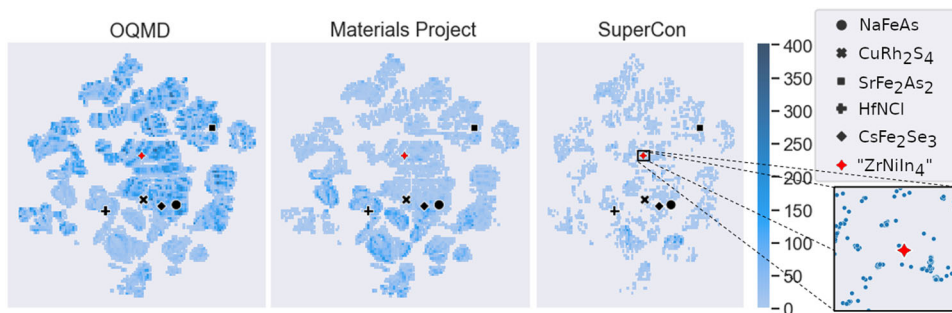 OQMD
Materials Project
SuperCon
400
350
300
250
200
150
100
50
0
NaFeAs
CuRh₂S₄
SrFe₂As₂
HfNCl
CsFe₂Se₃
"ZrNiIn₄"